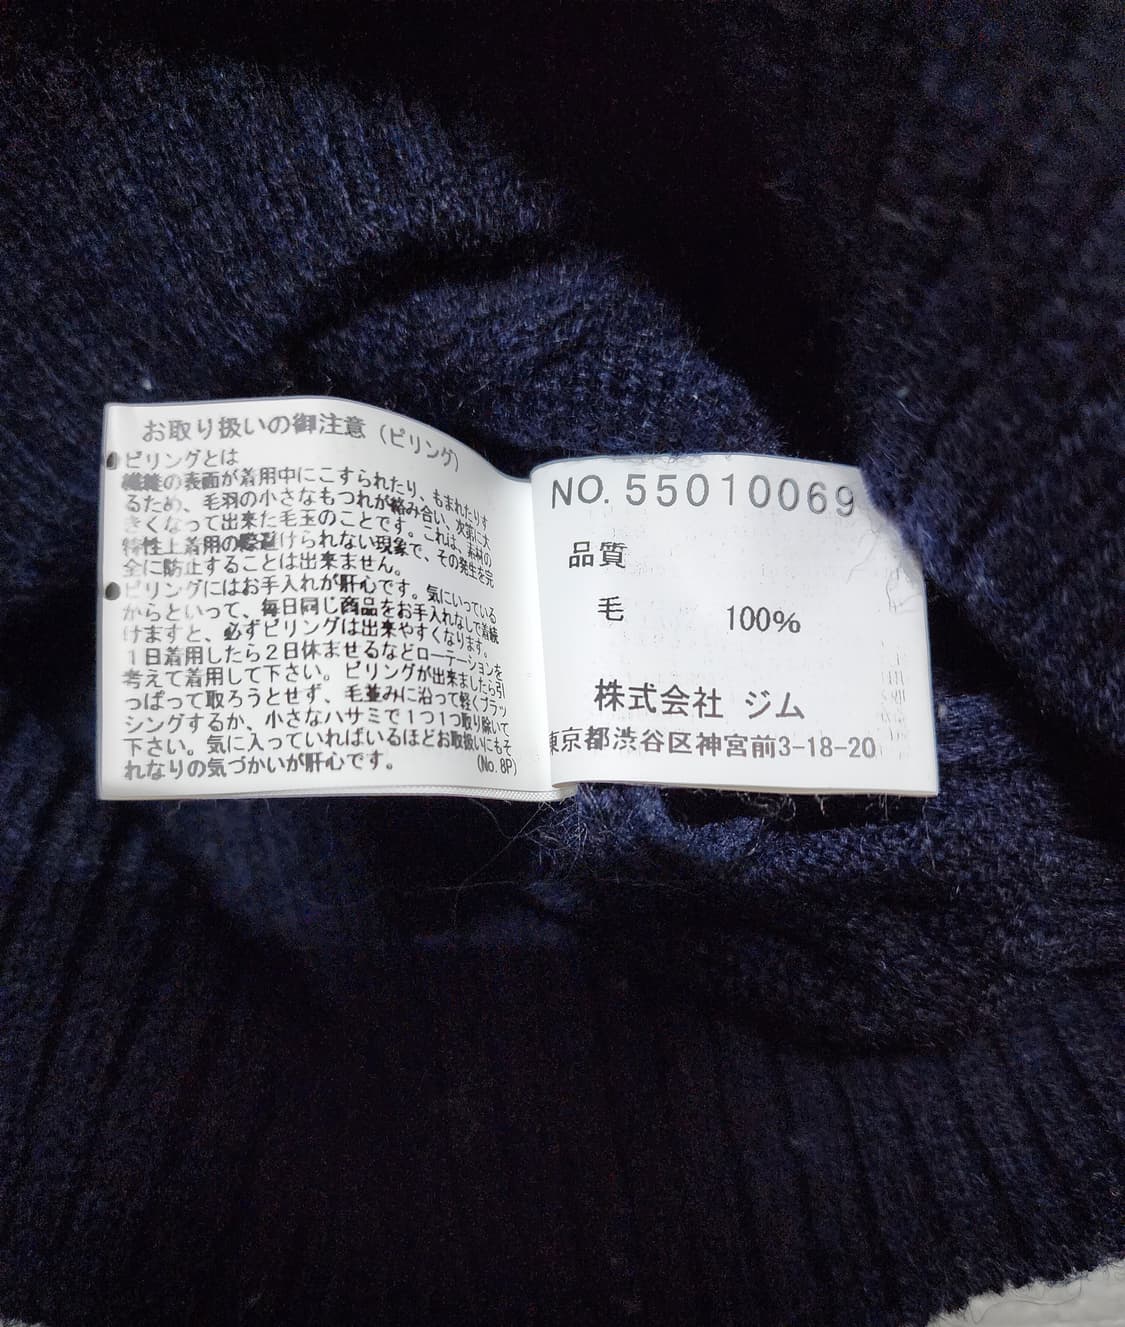 お取り扱いの御注意（ピリング）
●ピリングとは
繊維の表面が着用中にこすられたり、もまれたりす
るため、毛羽の小さなもつれが絡み合い、次第に大
きくなって出来た毛玉のことです。これは、素材の
特性上着用の際避けられない現象で、その発生を完
全に防止することは出来ません。
●ピリングにはお手入れが肝心です。気にいっている
からといって、毎日同じ商品をお手入れなしで着続
けますと、必ずピリングは出来やすくなります。
1日着用したら2日休ませるなどローテーションを
考えて着用して下さい。ピリングが出来ましたら引
っぱって取ろうとせず、毛並みに沿って軽くブラッ
シングするか、小さなハサミで1つ1つ取り除いて
下さい。気に入っていればいるほどお取扱いにもそ
れなりの気づかいが肝心です。 (No.8P)
NO.55010069
品質
毛 100%
株式会社 ジム
東京都渋谷区神宮前3-18-20